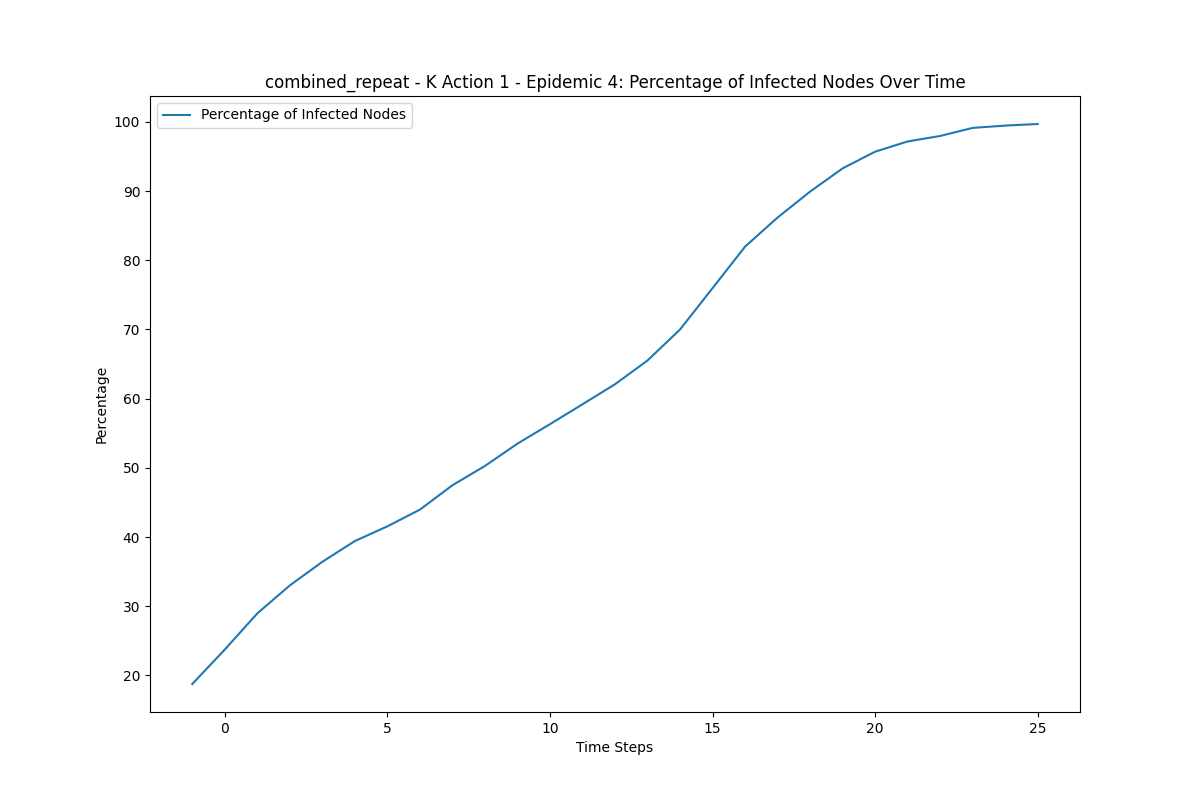 combined_repeat - K Action 1 - Epidemic 4: Percentage of Infected Nodes Over Time
Percentage of Infected Nodes
100
90
80
70
60
50
40
30
20
Percentage
0 5 10 15 20 25
Time Steps